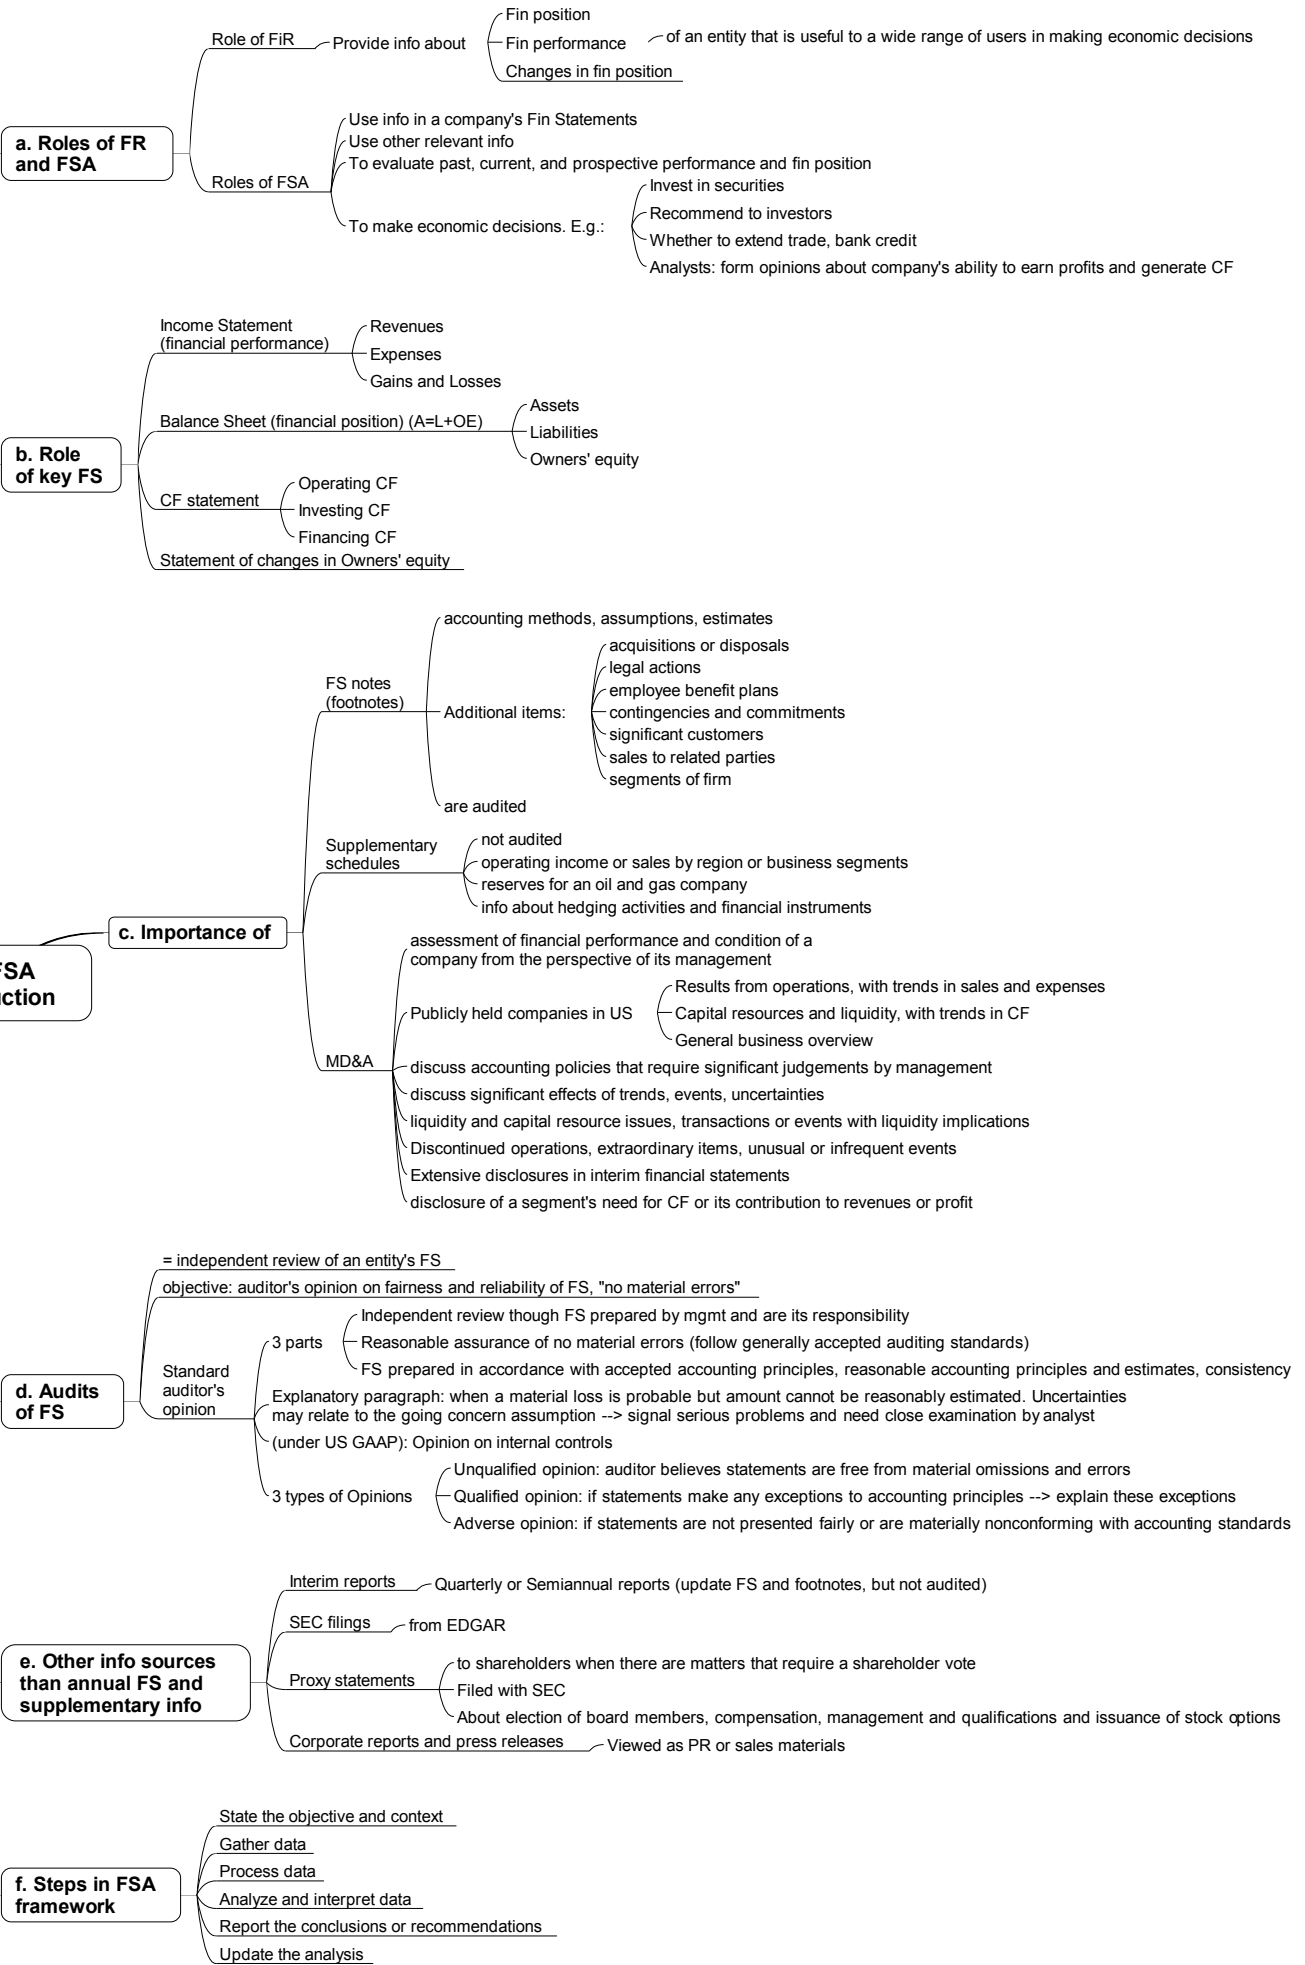 Fin position
Role of FiR
Provide info about
Fin performance
of an entity that is useful to a wide range of users in making economic decisions
Changes in fin position
a. Roles of FR
and FSA
Use info in a company's Fin Statements
Use other relevant info
To evaluate past, current, and prospective performance and fin position
Roles of FSA
Invest in securities
Recommend to investors
To make economic decisions. E.g.:
Whether to extend trade, bank credit
Analysts: form opinions about company's ability to earn profits and generate CF
Income Statement
(financial performance)
Revenues
Expenses
Gains and Losses
Balance Sheet (financial position) (A=L+OE)
Assets
Liabilities
Owners' equity
b. Role
of key FS
CF statement
Operating CF
Investing CF
Financing CF
Statement of changes in Owners' equity
accounting methods, assumptions, estimates
FS notes
(footnotes)
Additional items:
acquisitions or disposals
legal actions
employee benefit plans
contingencies and commitments
significant customers
sales to related parties
segments of firm
are audited
Supplementary
schedules
not audited
operating income or sales by region or business segments
reserves for an oil and gas company
info about hedging activities and financial instruments
c. Importance of
FSA
uction
assessment of financial performance and condition of a
company from the perspective of its management
Publicly held companies in US
Results from operations, with trends in sales and expenses
Capital resources and liquidity, with trends in CF
General business overview
MD&A
discuss accounting policies that require significant judgements by management
discuss significant effects of trends, events, uncertainties
liquidity and capital resource issues, transactions or events with liquidity implications
Discontinued operations, extraordinary items, unusual or infrequent events
Extensive disclosures in interim financial statements
disclosure of a segment's need for CF or its contribution to revenues or profit
= independent review of an entity's FS
objective: auditor's opinion on fairness and reliability of FS, "no material errors"
3 parts
Independent review though FS prepared by mgmt and are its responsibility
Reasonable assurance of no material errors (follow generally accepted auditing standards)
FS prepared in accordance with accepted accounting principles, reasonable accounting principles and estimates, consistency
d. Audits
of FS
Standard
auditor's
opinion
Explanatory paragraph: when a material loss is probable but amount cannot be reasonably estimated. Uncertainties
may relate to the going concern assumption --> signal serious problems and need close examination by analyst
(under US GAAP): Opinion on internal controls
3 types of Opinions
Unqualified opinion: auditor believes statements are free from material omissions and errors
Qualified opinion: if statements make any exceptions to accounting principles --> explain these exceptions
Adverse opinion: if statements are not presented fairly or are materially nonconforming with accounting standards
Interim reports
Quarterly or Semiannual reports (update FS and footnotes, but not audited)
SEC filings
from EDGAR
e. Other info sources
than annual FS and
supplementary info
Proxy statements
to shareholders when there are matters that require a shareholder vote
Filed with SEC
About election of board members, compensation, management and qualifications and issuance of stock options
Corporate reports and press releases
Viewed as PR or sales materials
f. Steps in FSA
framework
State the objective and context
Gather data
Process data
Analyze and interpret data
Report the conclusions or recommendations
Update the analysis